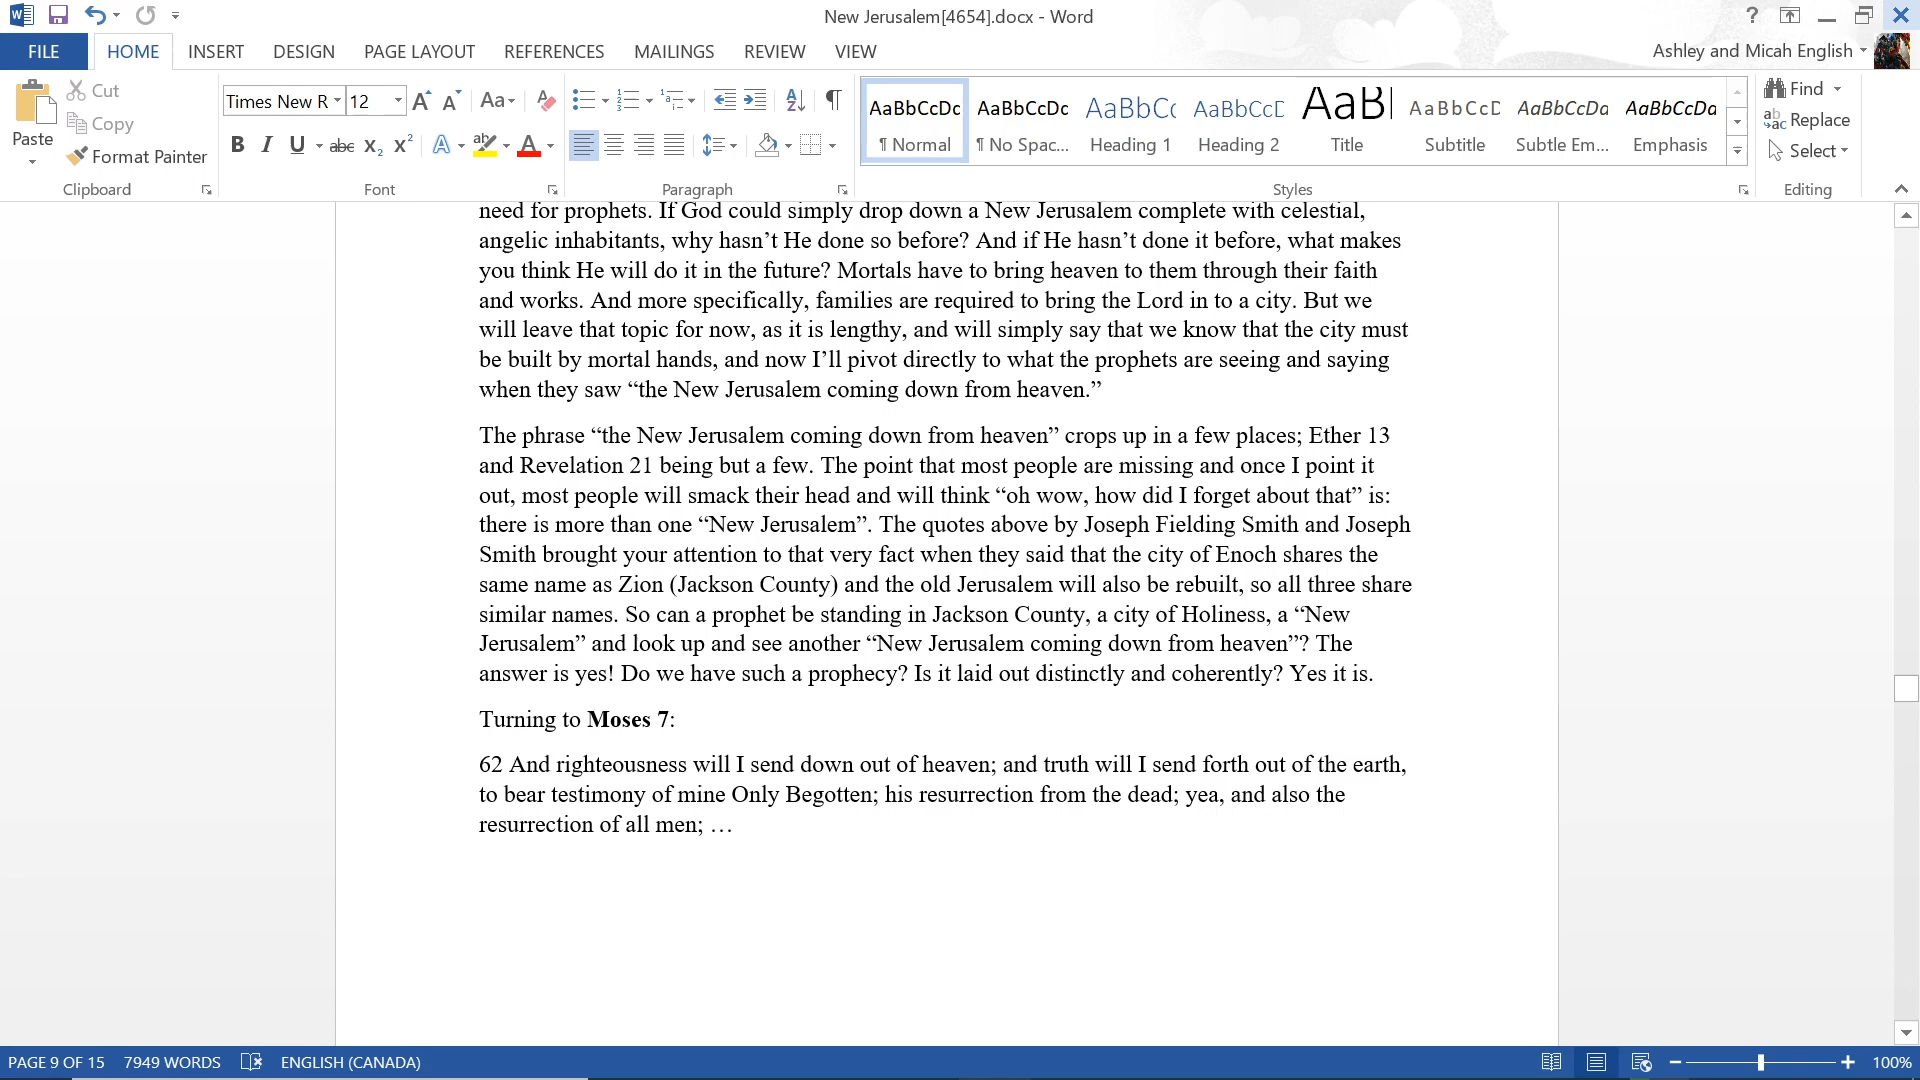 New Jerusalem[4654].docx - Word
?
FILE HOME INSERT DESIGN PAGE LAYOUT REFERENCES MAILINGS REVIEW VIEW
Ashley and Micah English
Paste
Cut
Copy
Format Painter
Clipboard
Times New R 12
Font
Paragraph
AaBbCcDc AaBbCcDc AaBbCc AaBbCcD AaB AaBbCcD AaBbCcDa AaBbCcDa
¶ Normal ¶ No Spac... Heading 1 Heading 2 Title Subtitle Subtle Em... Emphasis
Styles
Find
Replace
Select
Editing
need for prophets. If God could simply drop down a New Jerusalem complete with celestial,
angelic inhabitants, why hasn’t He done so before? And if He hasn’t done it before, what makes
you think He will do it in the future? Mortals have to bring heaven to them through their faith
and works. And more specifically, families are required to bring the Lord in to a city. But we
will leave that topic for now, as it is lengthy, and will simply say that we know that the city must
be built by mortal hands, and now I’ll pivot directly to what the prophets are seeing and saying
when they saw “the New Jerusalem coming down from heaven.”
The phrase “the New Jerusalem coming down from heaven” crops up in a few places; Ether 13
and Revelation 21 being but a few. The point that most people are missing and once I point it
out, most people will smack their head and will think “oh wow, how did I forget about that” is:
there is more than one “New Jerusalem”. The quotes above by Joseph Fielding Smith and Joseph
Smith brought your attention to that very fact when they said that the city of Enoch shares the
same name as Zion (Jackson County) and the old Jerusalem will also be rebuilt, so all three share
similar names. So can a prophet be standing in Jackson County, a city of Holiness, a “New
Jerusalem” and look up and see another “New Jerusalem coming down from heaven”? The
answer is yes! Do we have such a prophecy? Is it laid out distinctly and coherently? Yes it is.
Turning to Moses 7:
62 And righteousness will I send down out of heaven; and truth will I send forth out of the earth,
to bear testimony of mine Only Begotten; his resurrection from the dead; yea, and also the
resurrection of all men; …
PAGE 9 OF 15 7949 WORDS ENGLISH (CANADA) 100%